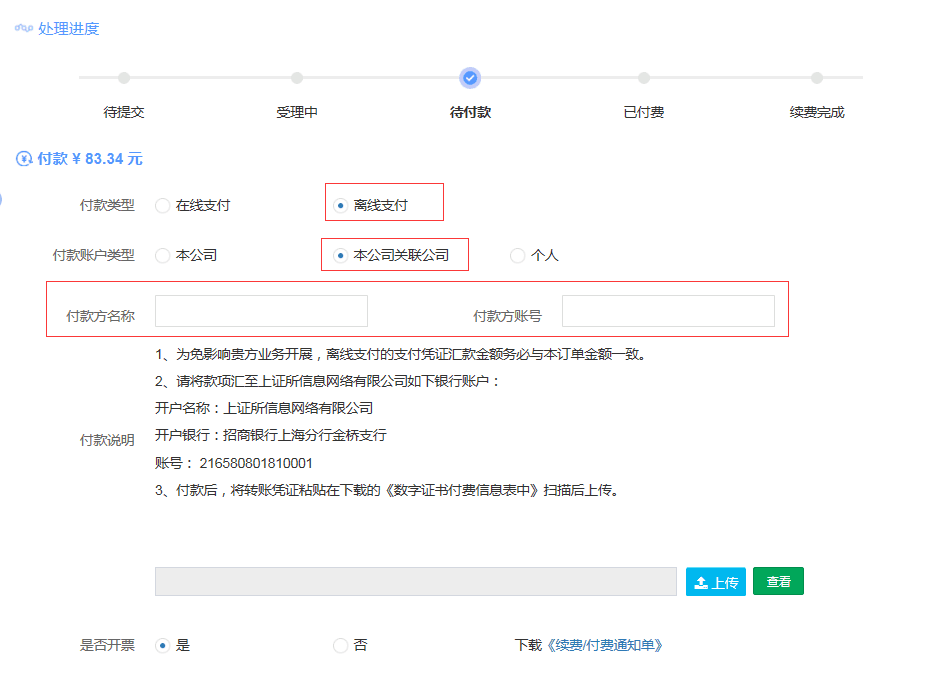 处理进度
待提交 受理中 待付款 已付费 续费完成
付款 ¥ 83.34 元
付款类型 在线支付 离线支付
付款账户类型 本公司 本公司关联公司 个人
付款方名称 付款方账号
1、为免影响贵方业务开展，离线支付的支付凭证汇款金额务必与本订单金额一致。
2、请将款项汇至上证所信息网络有限公司如下银行账户：
开户名称：上证所信息网络有限公司
付款说明 开户银行：招商银行上海分行金桥支行
账号： 216580801810001
3、付款后，将转账凭证粘贴在下载的《数字证书付费信息表中》扫描后上传。
上传 查看
是否开票 是 否 下载《续费/付费通知单》